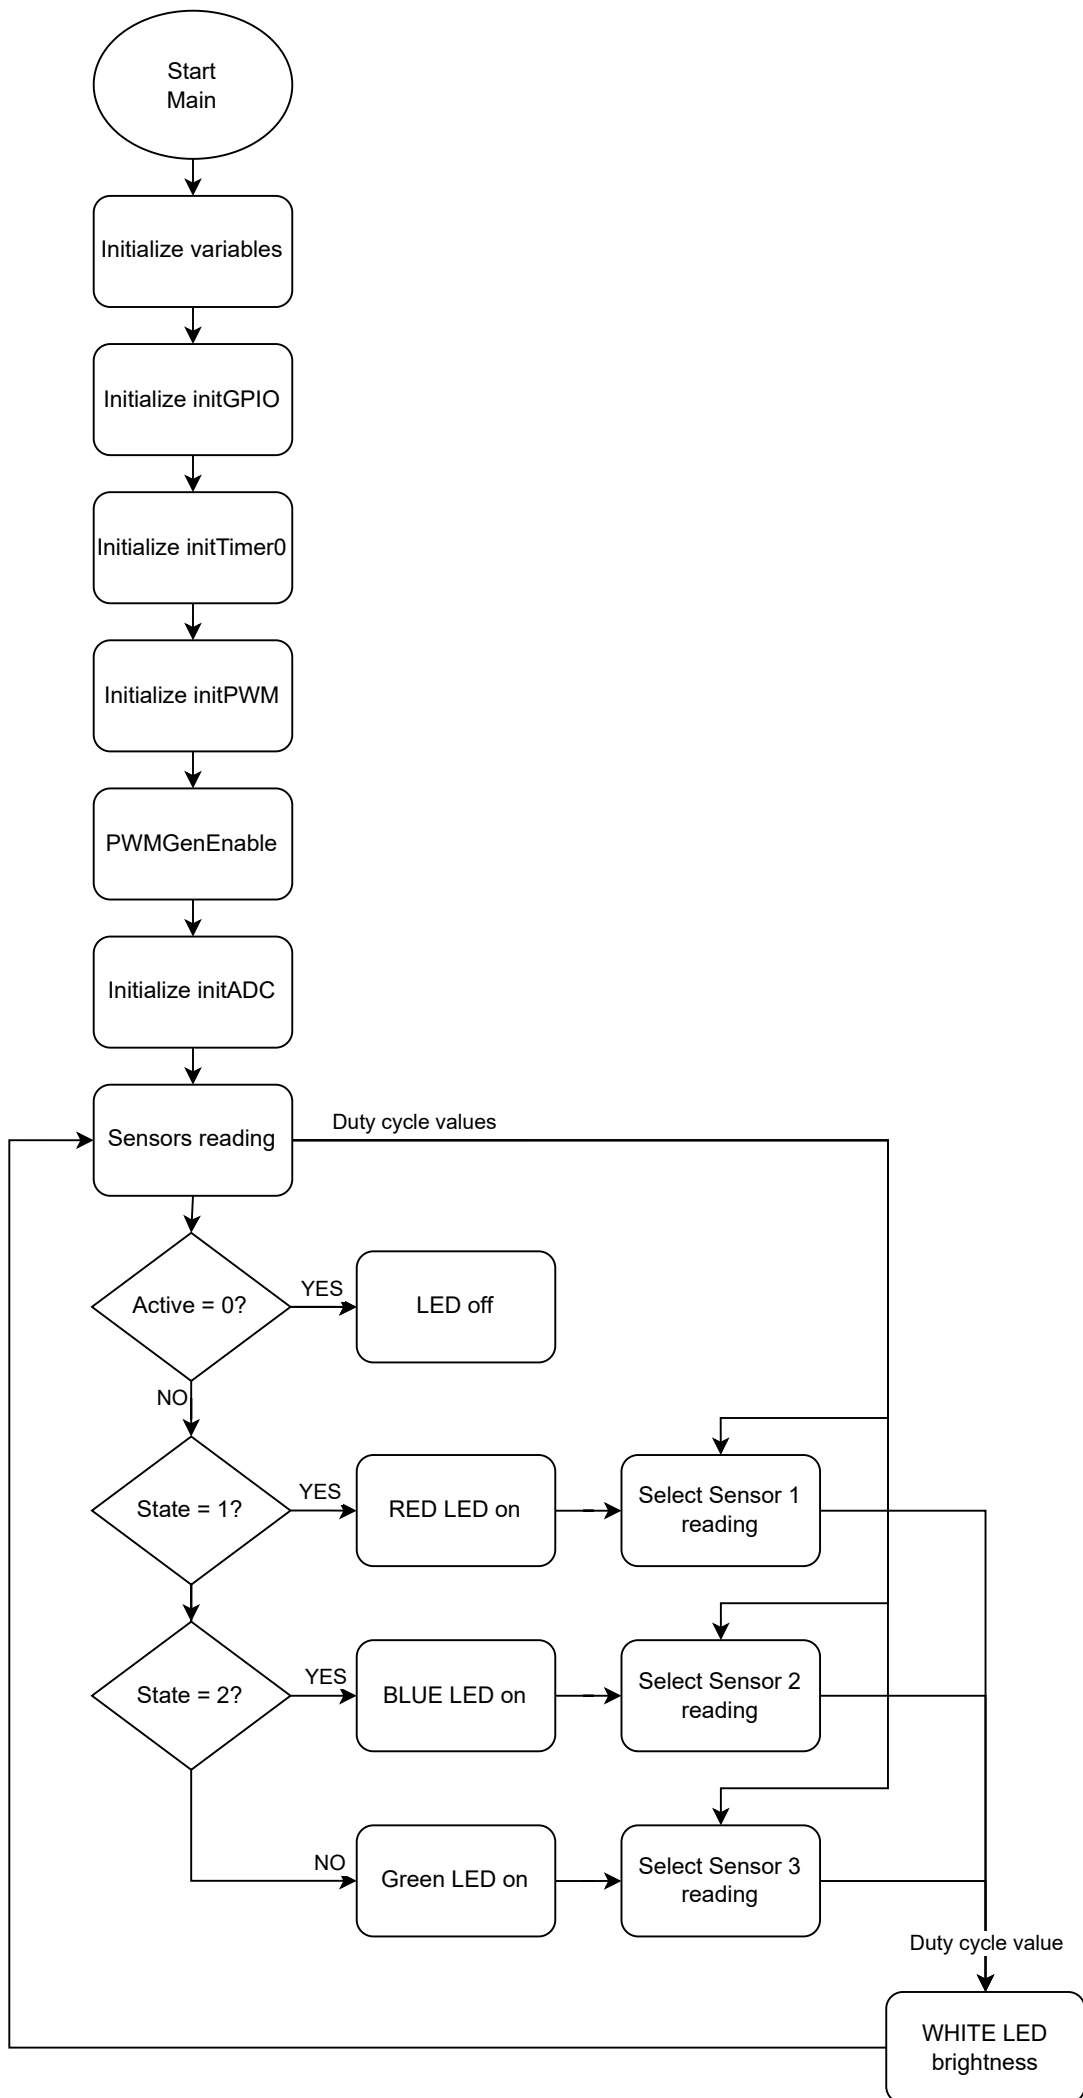 Start
Main
Initialize variables
Initialize initGPIO
Initialize initTimer0
Initialize initPWM
PWMGenEnable
Initialize initADC
Sensors reading
Duty cycle values
Active = 0?
YES
LED off
NO
State = 1?
YES
RED LED on
Select Sensor 1
reading
State = 2?
YES
BLUE LED on
Select Sensor 2
reading
NO
Green LED on
Select Sensor 3
reading
Duty cycle value
WHITE LED
brightness